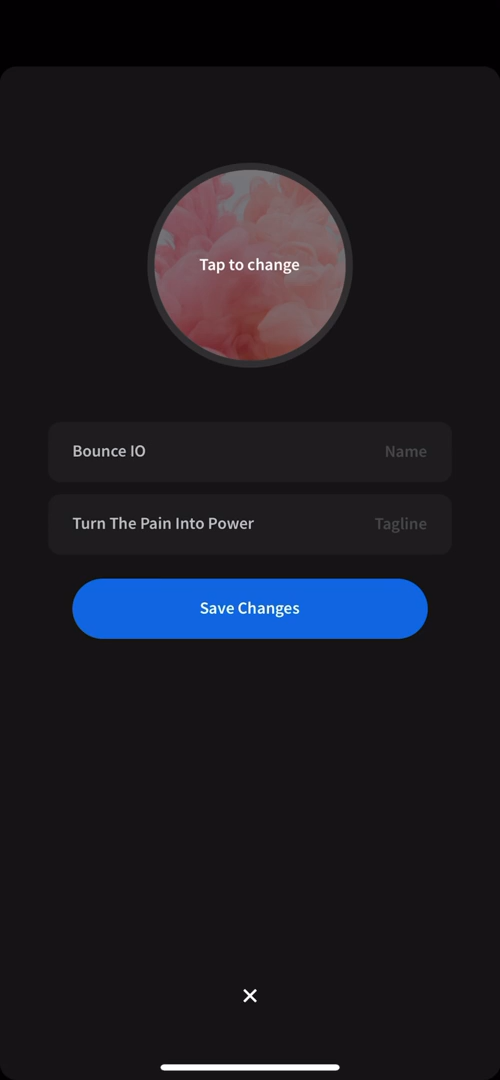 Tap to change
Bounce IO Name
Turn The Pain Into Power Tagline
Save Changes